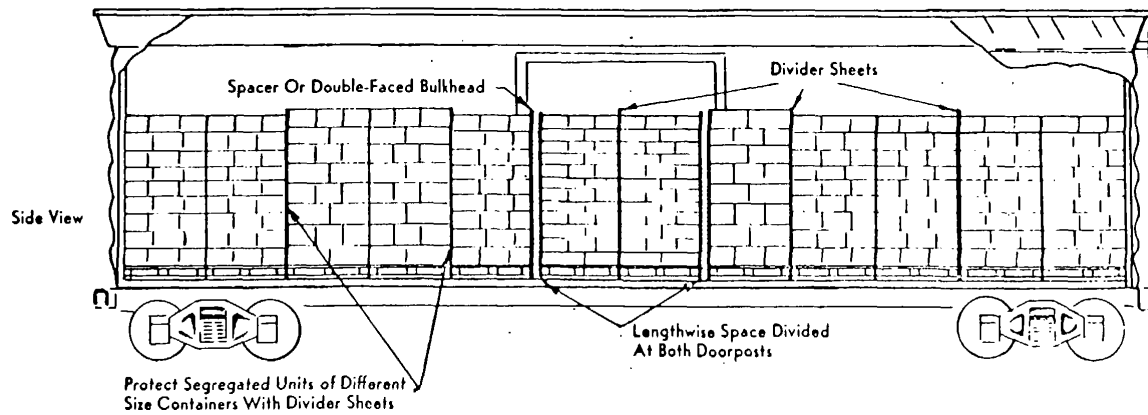 Spacer Or Double-Faced Bulkhead
Divider Sheets
Side View
Lengthwise Space Divided
At Both Doorposts
Protect Segregated Units of Different
Size Containers With Divider Sheets